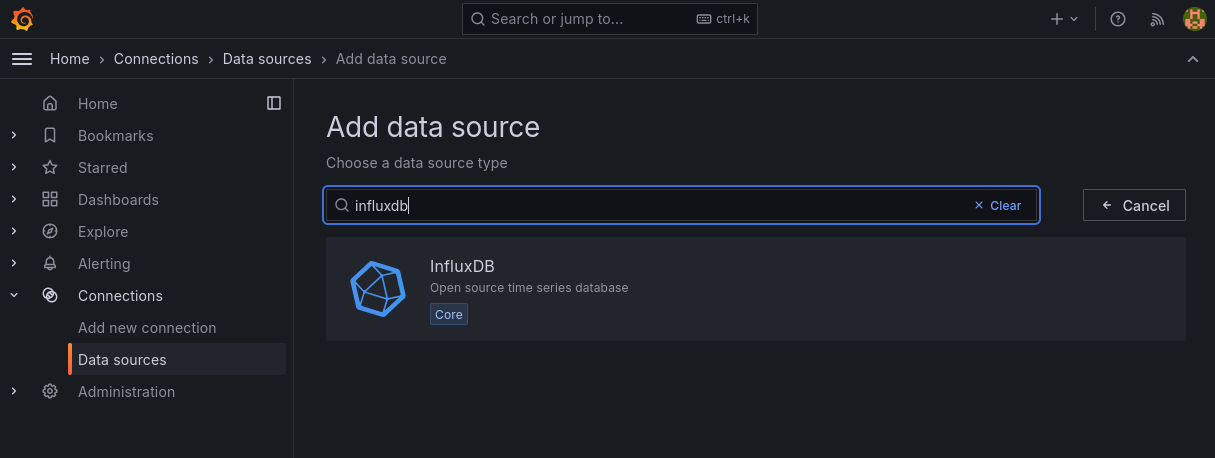 Search or jump to... ctrl+k
Home › Connections › Data sources › Add data source
Home
Bookmarks
Starred
Dashboards
Explore
Alerting
Connections
Add new connection
Data sources
Administration
Add data source
Choose a data source type
influxdb Clear
Cancel
InfluxDB
Open source time series database
Core